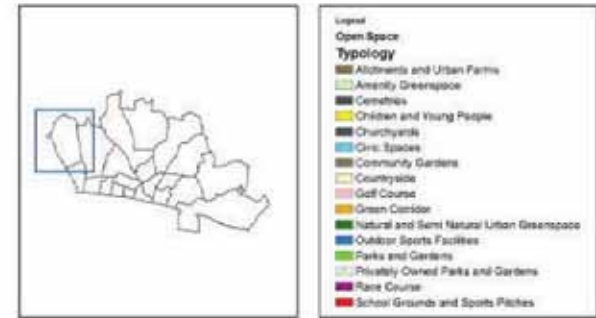 Legend
Open Space
Typology
Allotments and Urban Farms
Amenity Greenspace
Cemetries
Children and Young People
Churchyards
Civic Spaces
Community Gardens
Countryside
Golf Course
Green Corridor
Natural and Semi Natural Urban Greenspace
Outdoor Sports Facilities
Parks and Gardens
Privately Owned Parks and Gardens
Race Course
School Grounds and Sports Pitches